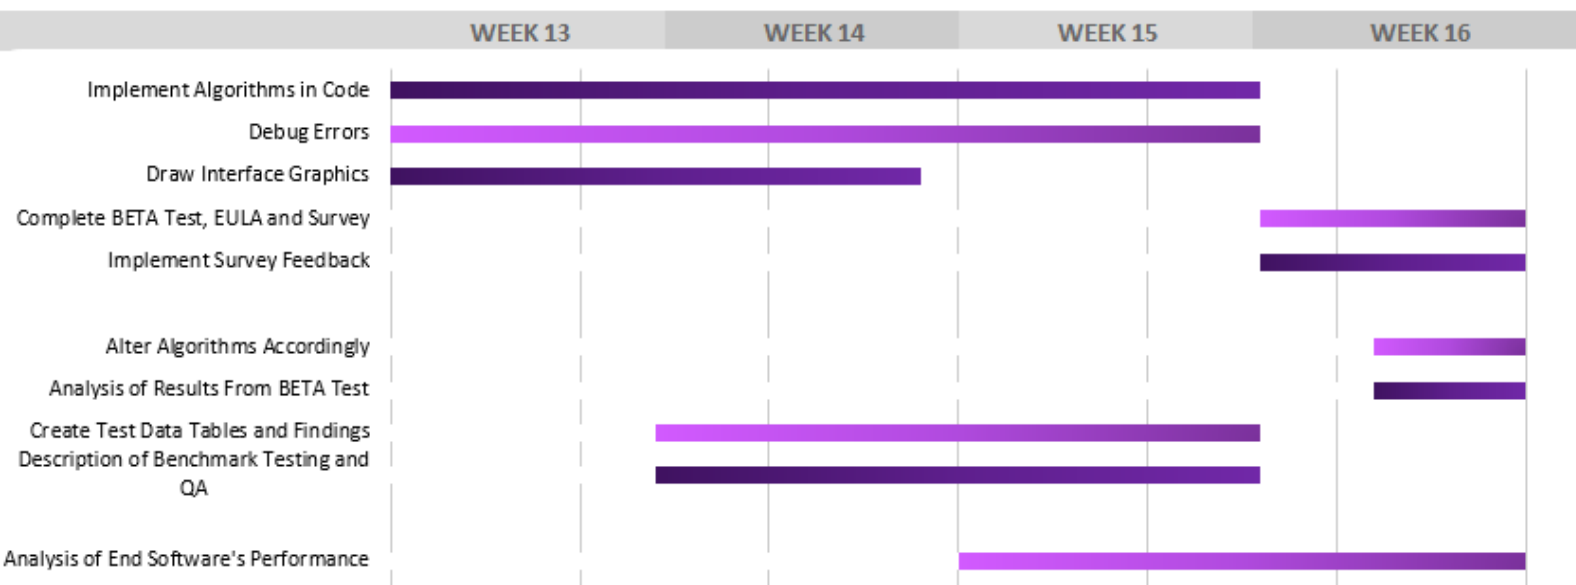 WEEK 13 WEEK 14 WEEK 15 WEEK 16
Implement Algorithms in Code
Debug Errors
Draw Interface Graphics
Complete BETA Test, EULA and Survey
Implement Survey Feedback
Alter Algorithms Accordingly
Analysis of Results From BETA Test
Create Test Data Tables and Findings
Description of Benchmark Testing and
QA
Analysis of End Software's Performance